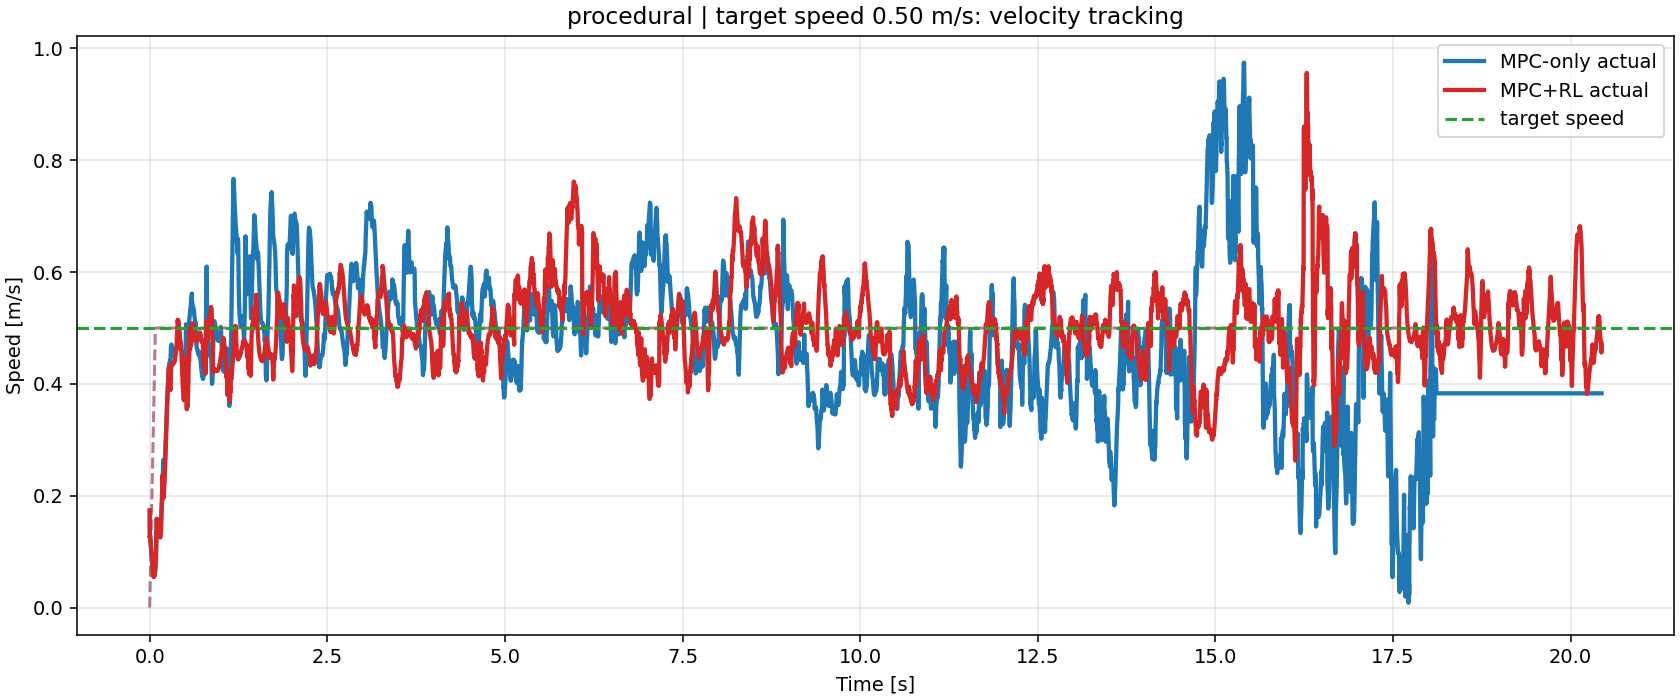 procedural | target speed 0.50 m/s: velocity tracking
MPC-only actual
MPC+RL actual
target speed
Speed [m/s]
1.0
0.8
0.6
0.4
0.2
0.0
0.0 2.5 5.0 7.5 10.0 12.5 15.0 17.5 20.0
Time [s]